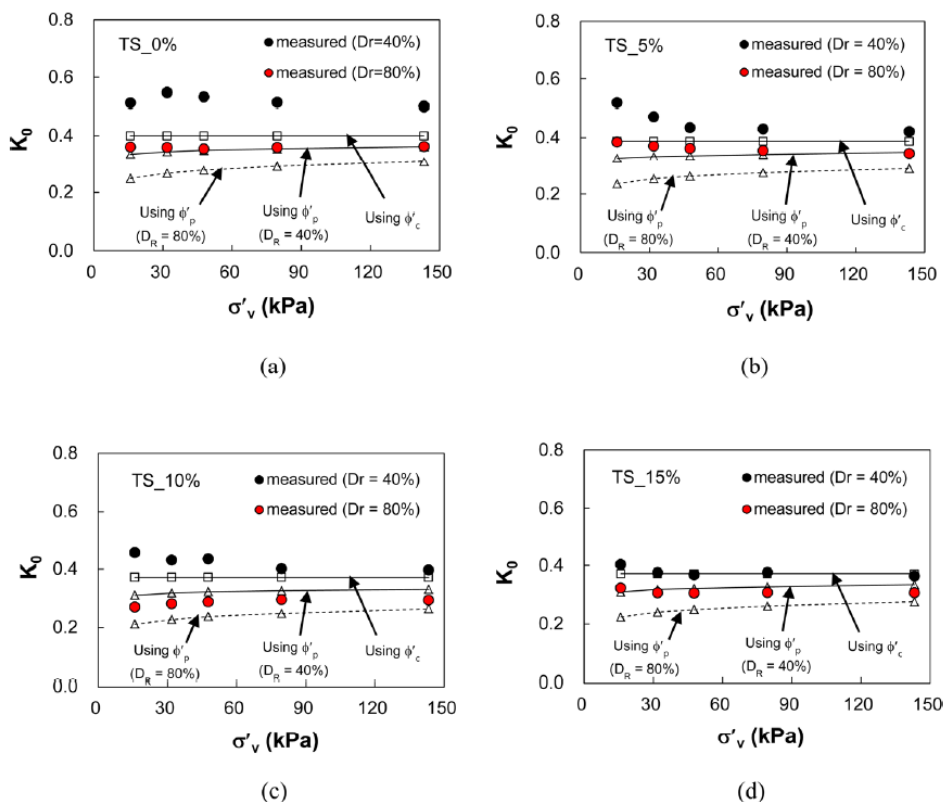 TS_0%
measured (Dr=40%)
measured (Dr=80%)
K0
0.8
0.6
0.4
0.2
0.0
Using ϕ′p
(DR = 80%)
Using ϕ′p
(DR = 40%)
Using ϕ′c
0 30 60 90 120 150
σ′v (kPa)
(a)
TS_5%
measured (Dr = 40%)
measured (Dr = 80%)
K0
0.8
0.6
0.4
0.2
0.0
Using ϕ′p
(DR = 80%)
Using ϕ′p
(DR = 40%)
Using ϕ′c
0 30 60 90 120 150
σ′v (kPa)
(b)
TS_10%
measured (Dr = 40%)
measured (Dr = 80%)
K0
0.8
0.6
0.4
0.2
0.0
Using ϕ′p
(DR = 80%)
Using ϕ′p
(DR = 40%)
Using ϕ′c
0 30 60 90 120 150
σ′v (kPa)
(c)
TS_15%
measured (Dr = 40%)
measured (Dr = 80%)
K0
0.8
0.6
0.4
0.2
0.0
Using ϕ′p
(DR = 80%)
Using ϕ′p
(DR = 40%)
Using ϕ′c
0 30 60 90 120 150
σ′v (kPa)
(d)